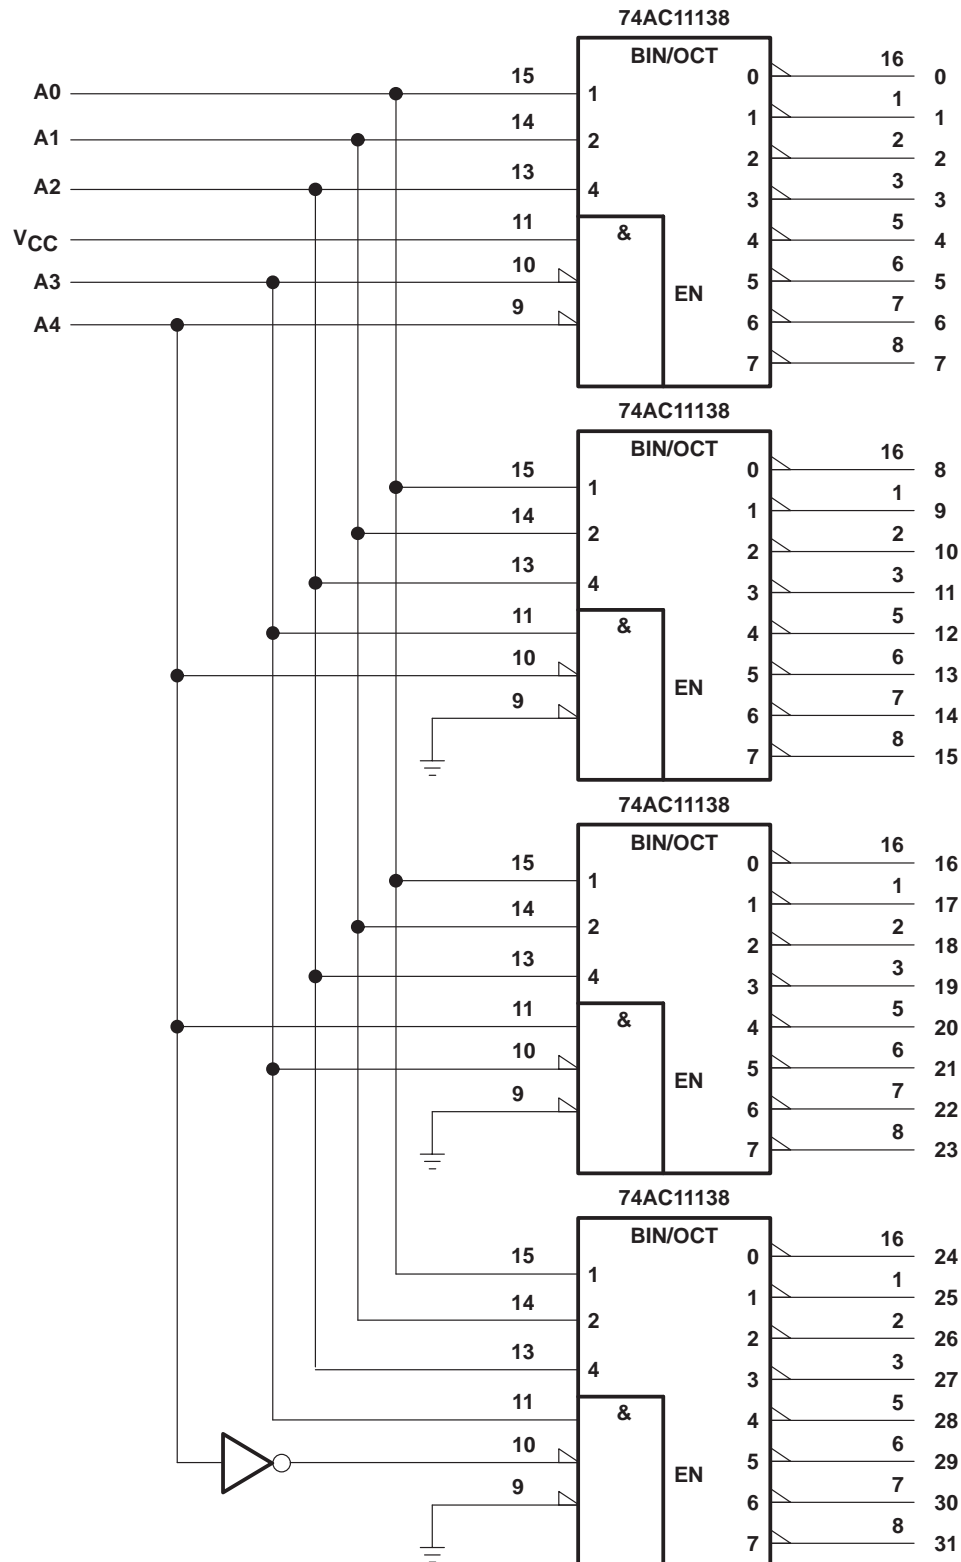 74AC11138
BIN/OCT
A0 15 1 0 16 0
A1 14 2 1 1 1
A2 13 4 2 2 2
3 3 3
VCC 11 & 4 5 4
A3 10 5 6 5
EN
A4 9 6 7 6
7 8 7
74AC11138
BIN/OCT
15 1 0 16 8
14 2 1 1 9
13 4 2 2 10
3 3 11
11 & 4 5 12
10 5 6 13
EN
9 6 7 14
7 8 15
74AC11138
BIN/OCT
15 1 0 16 16
14 2 1 1 17
13 4 2 2 18
3 3 19
11 & 4 5 20
10 5 6 21
EN
9 6 7 22
7 8 23
74AC11138
BIN/OCT
15 1 0 16 24
14 2 1 1 25
13 4 2 2 26
3 3 27
11 & 4 5 28
10 5 6 29
EN
9 6 7 30
7 8 31